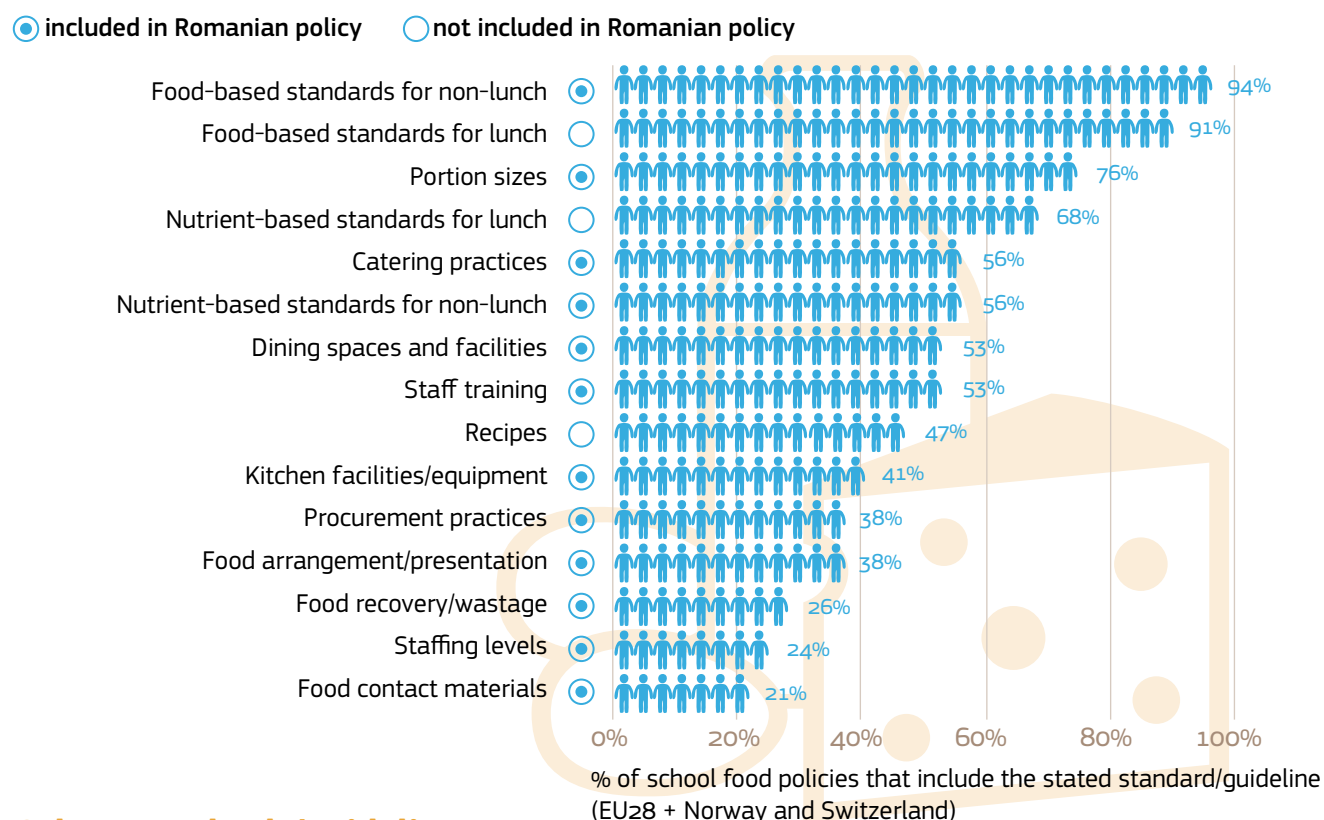 included in Romanian policy not included in Romanian policy
Food-based standards for non-lunch 94%
Food-based standards for lunch 91%
Portion sizes 76%
Nutrient-based standards for lunch 68%
Catering practices 56%
Nutrient-based standards for non-lunch 56%
Dining spaces and facilities 53%
Staff training 53%
Recipes 47%
Kitchen facilities/equipment 41%
Procurement practices 38%
Food arrangement/presentation 38%
Food recovery/wastage 26%
Staffing levels 24%
Food contact materials 21%
0% 20% 40% 60% 80% 100%
% of school food policies that include the stated standard/guideline
(EU28 + Norway and Switzerland)